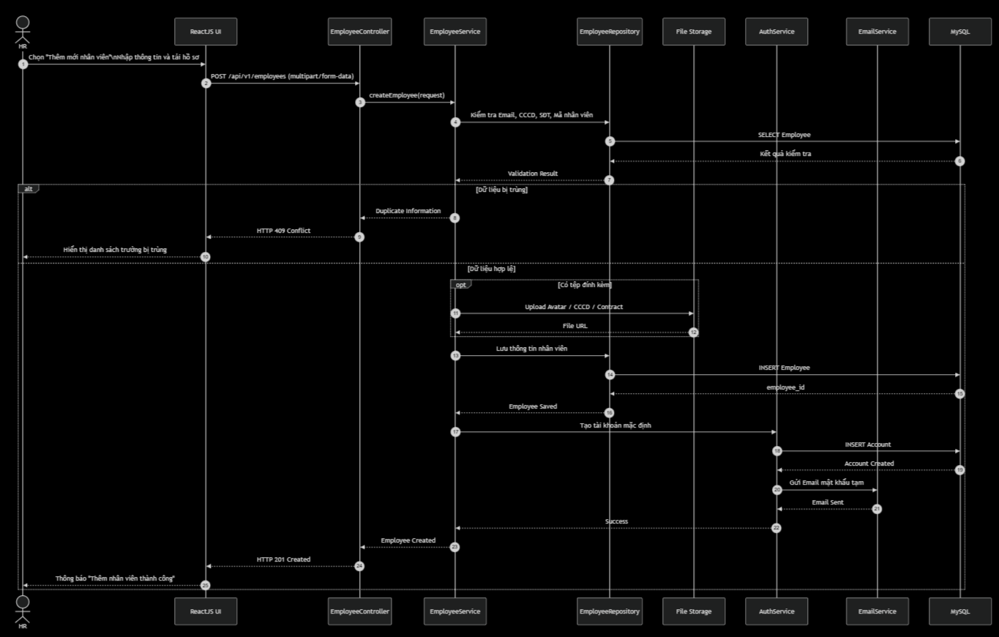 HR
ReactJS UI
EmployeeController
EmployeeService
EmployeeRepository
File Storage
AuthService
EmailService
MySQL
Chọn "Thêm mới nhân viên"\nNhập thông tin và tải hồ sơ
1
POST /api/v1/employees (multipart/form-data)
2
createEmployee(request)
3
Kiểm tra Email, CCCD, SĐT, Mã nhân viên
4
SELECT Employee
5
Kết quả kiểm tra
6
Validation Result
7
alt
[Dữ liệu bị trùng]
Duplicate Information
8
HTTP 409 Conflict
9
Hiển thị danh sách trường bị trùng
10
[Dữ liệu hợp lệ]
opt
[Có tệp đính kèm]
Upload Avatar / CCCD / Contract
11
File URL
12
Lưu thông tin nhân viên
13
INSERT Employee
14
employee_id
15
Employee Saved
16
Tạo tài khoản mặc định
17
INSERT Account
18
Account Created
19
Gửi Email mật khẩu tạm
20
Email Sent
21
Success
22
Employee Created
23
HTTP 201 Created
24
Thông báo "Thêm nhân viên thành công"
25
HR
ReactJS UI
EmployeeController
EmployeeService
EmployeeRepository
File Storage
AuthService
EmailService
MySQL